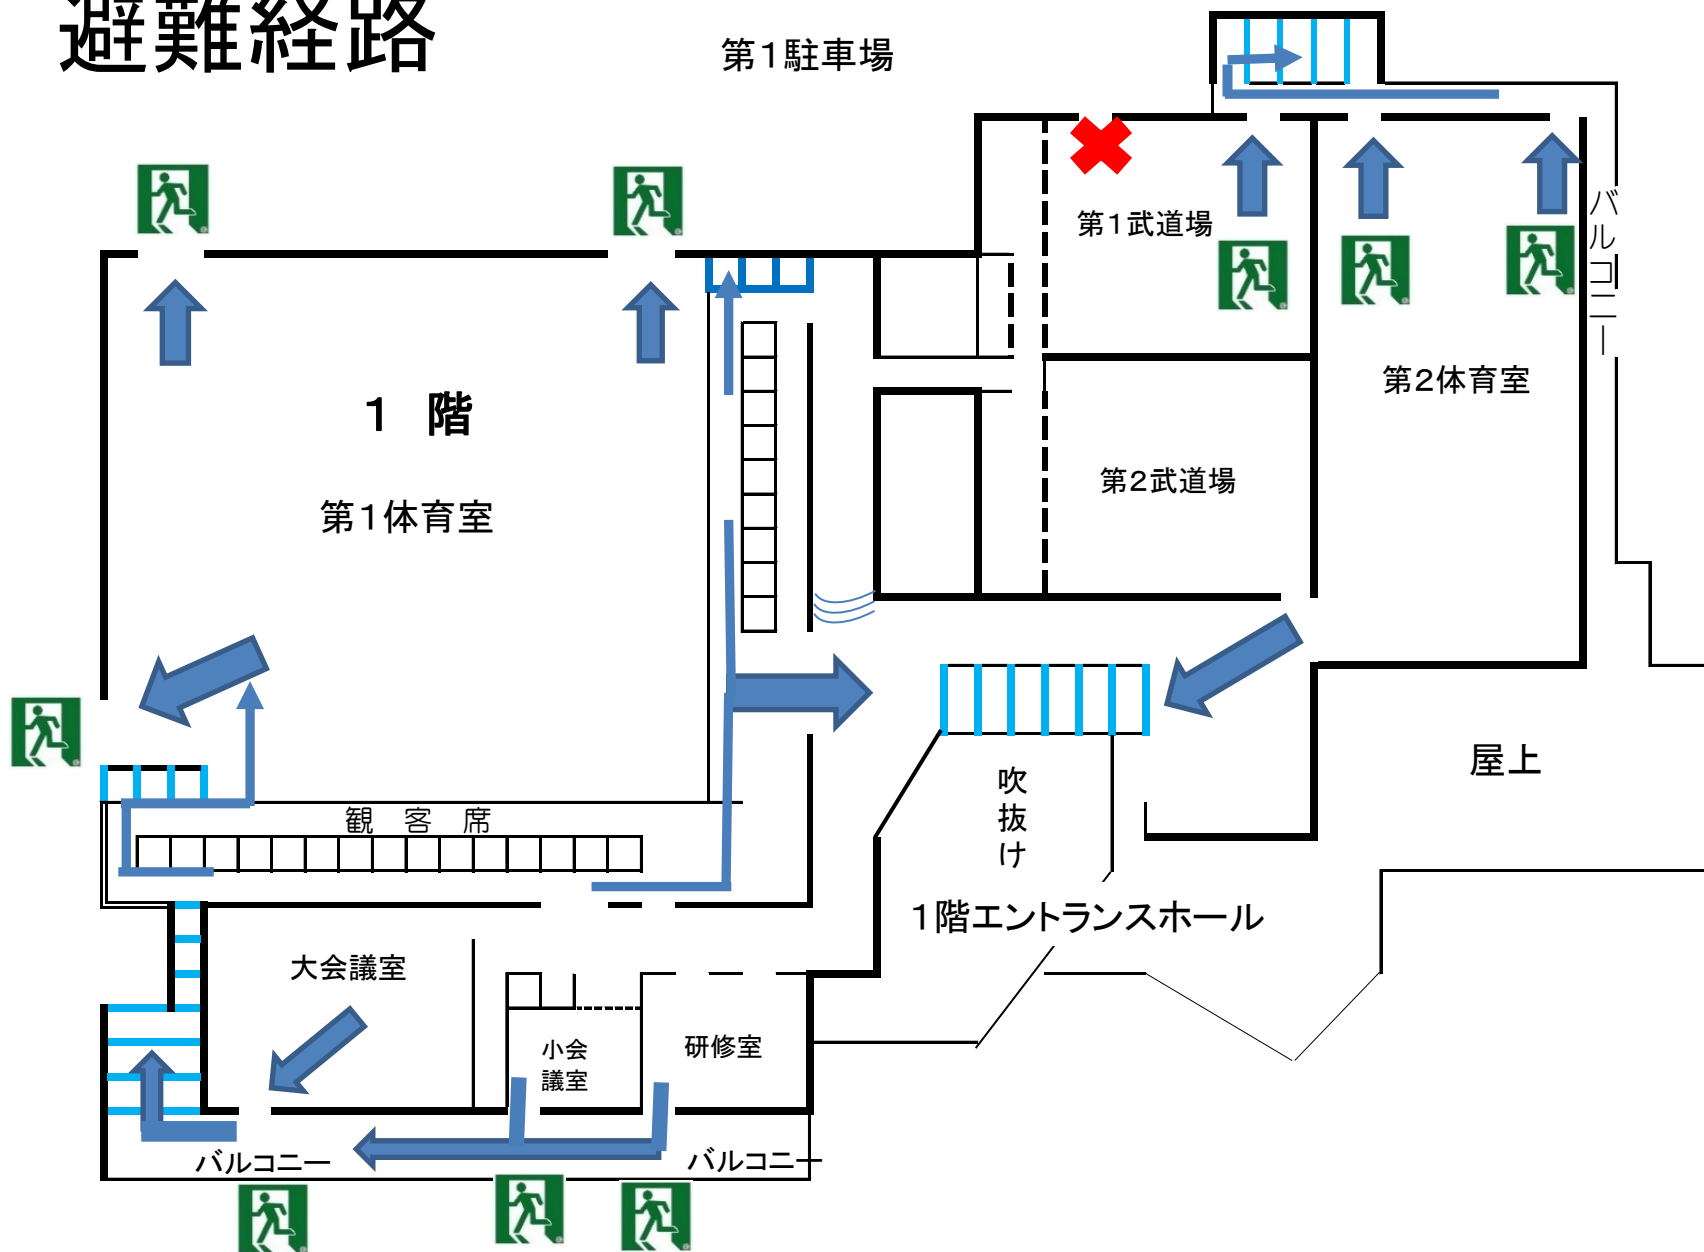 避難経路
第1駐車場
第1武道場
バルコニー
第2体育室
1 階
第1体育室
第2武道場
屋上
吹抜け
観 客 席
1階エントランスホール
大会議室
小会
議室
研修室
バルコニー
バルコニー